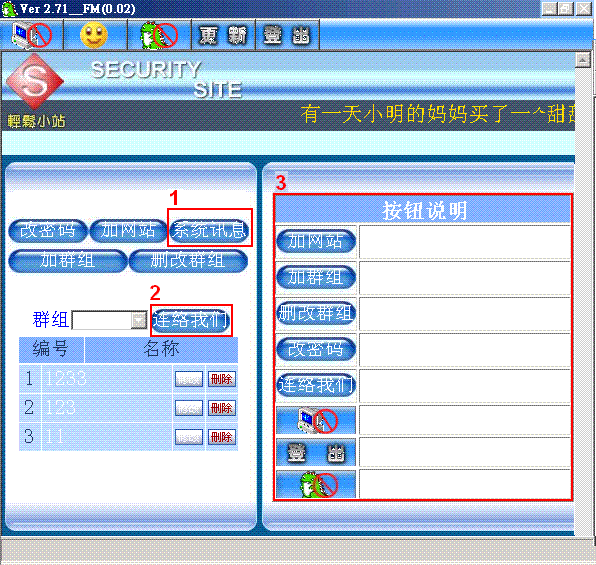 Ver 2.71__FM(0.02)
更 新 登 出
S SECURITY SITE
輕鬆小站
有一天小明的妈妈买了一个甜甜
1
改密码 加网站 系统讯息
加群组 删改群组
2
群组 连络我们
编号 名称
1 1233 删除
2 123 删除
3 11 删除
3
按钮说明
加网站
加群组
删改群组
改密码
连络我们
登 出